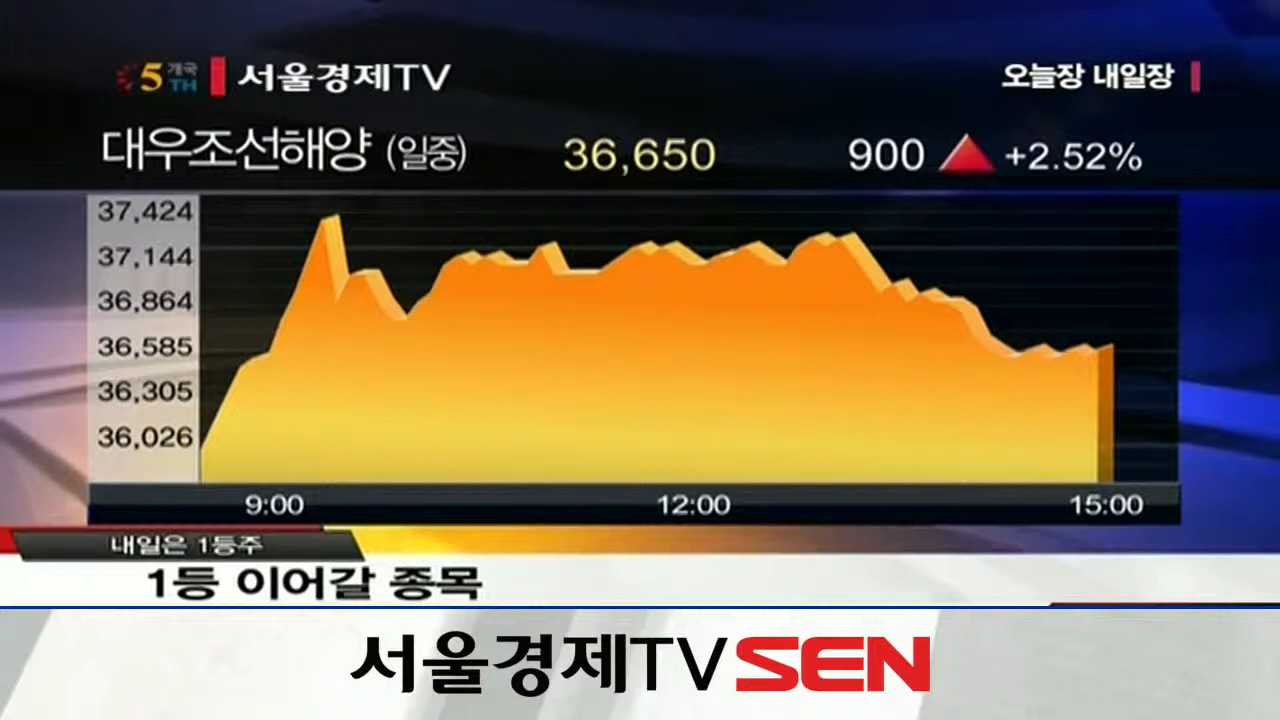 5 개국 TH 서울경제TV
오늘장 내일장
대우조선해양 (일중) 36,650 900 ▲ +2.52%
37,424
37,144
36,864
36,585
36,305
36,026
9:00 12:00 15:00
내일은 1등주
1등 이어갈 종목
서울경제TV SEN